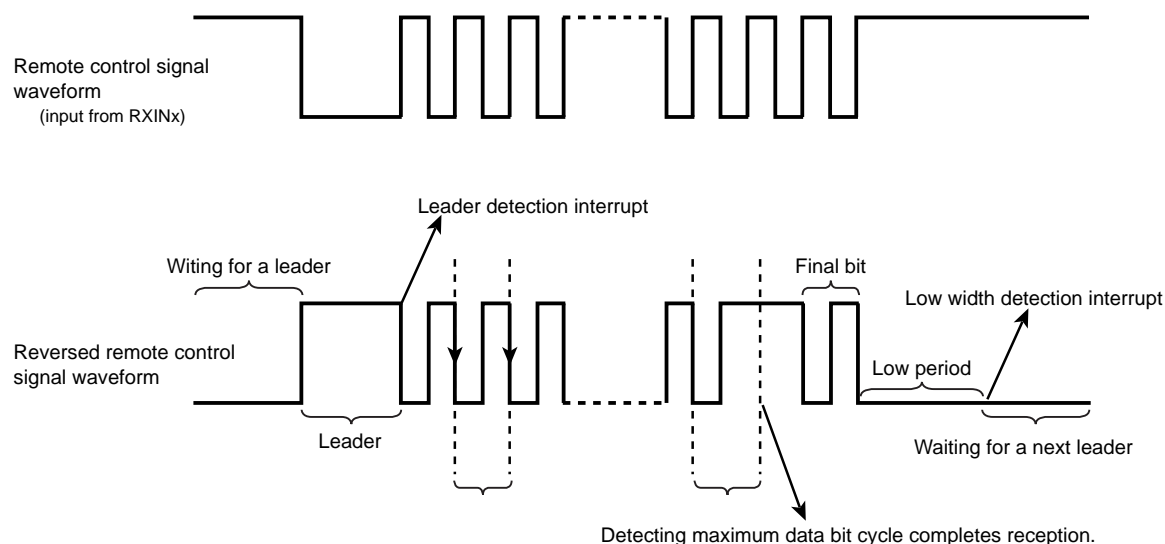 Remote control signal
waveform
(input from RXINx)
Leader detection interrupt
Witing for a leader
Final bit
Low width detection interrupt
Reversed remote control
signal waveform
Low period
Leader
Waiting for a next leader
Detecting maximum data bit cycle completes reception.